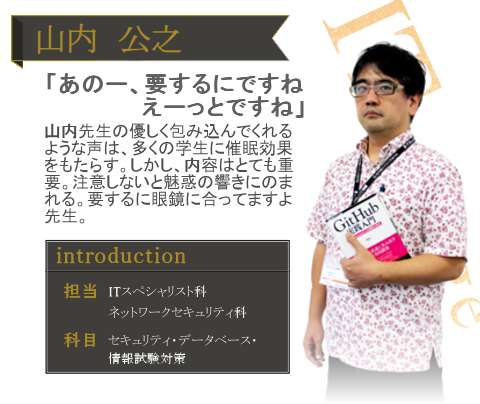 山内 公之
「あのー、要するにですね
えーっとですね」
山内先生の優しく包み込んでくれる
ような声は、多くの学生に催眠効果
をもたらす。しかし、内容はとても重
要。注意しないと魅惑の響きにのま
れる。要するに眼鏡に合ってますよ
先生。
introduction
担当 ITスペシャリスト科
ネットワークセキュリティ科
科目 セキュリティ・データベース・
情報試験対策
GitHub
実践入門